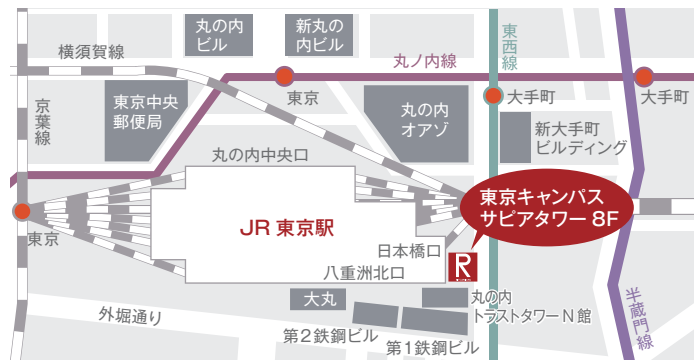 丸の内
ビル
新丸の
内ビル
横須賀線
丸ノ内線
東西線
京葉線
東京中央
郵便局
東京
丸の内
オアゾ
大手町
大手町
新大手町
ビルディング
丸の内中央口
東京キャンパス
サピアタワー 8F
JR 東京駅
東京
日本橋口
八重洲北口
R
大丸
丸の内
トラストタワーN館
半蔵門線
外堀通り
第2鉄鋼ビル
第1鉄鋼ビル